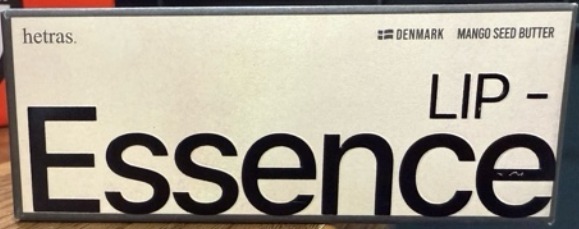 hetras. DENMARK MANGO SEED BUTTER
LIP -
Essence